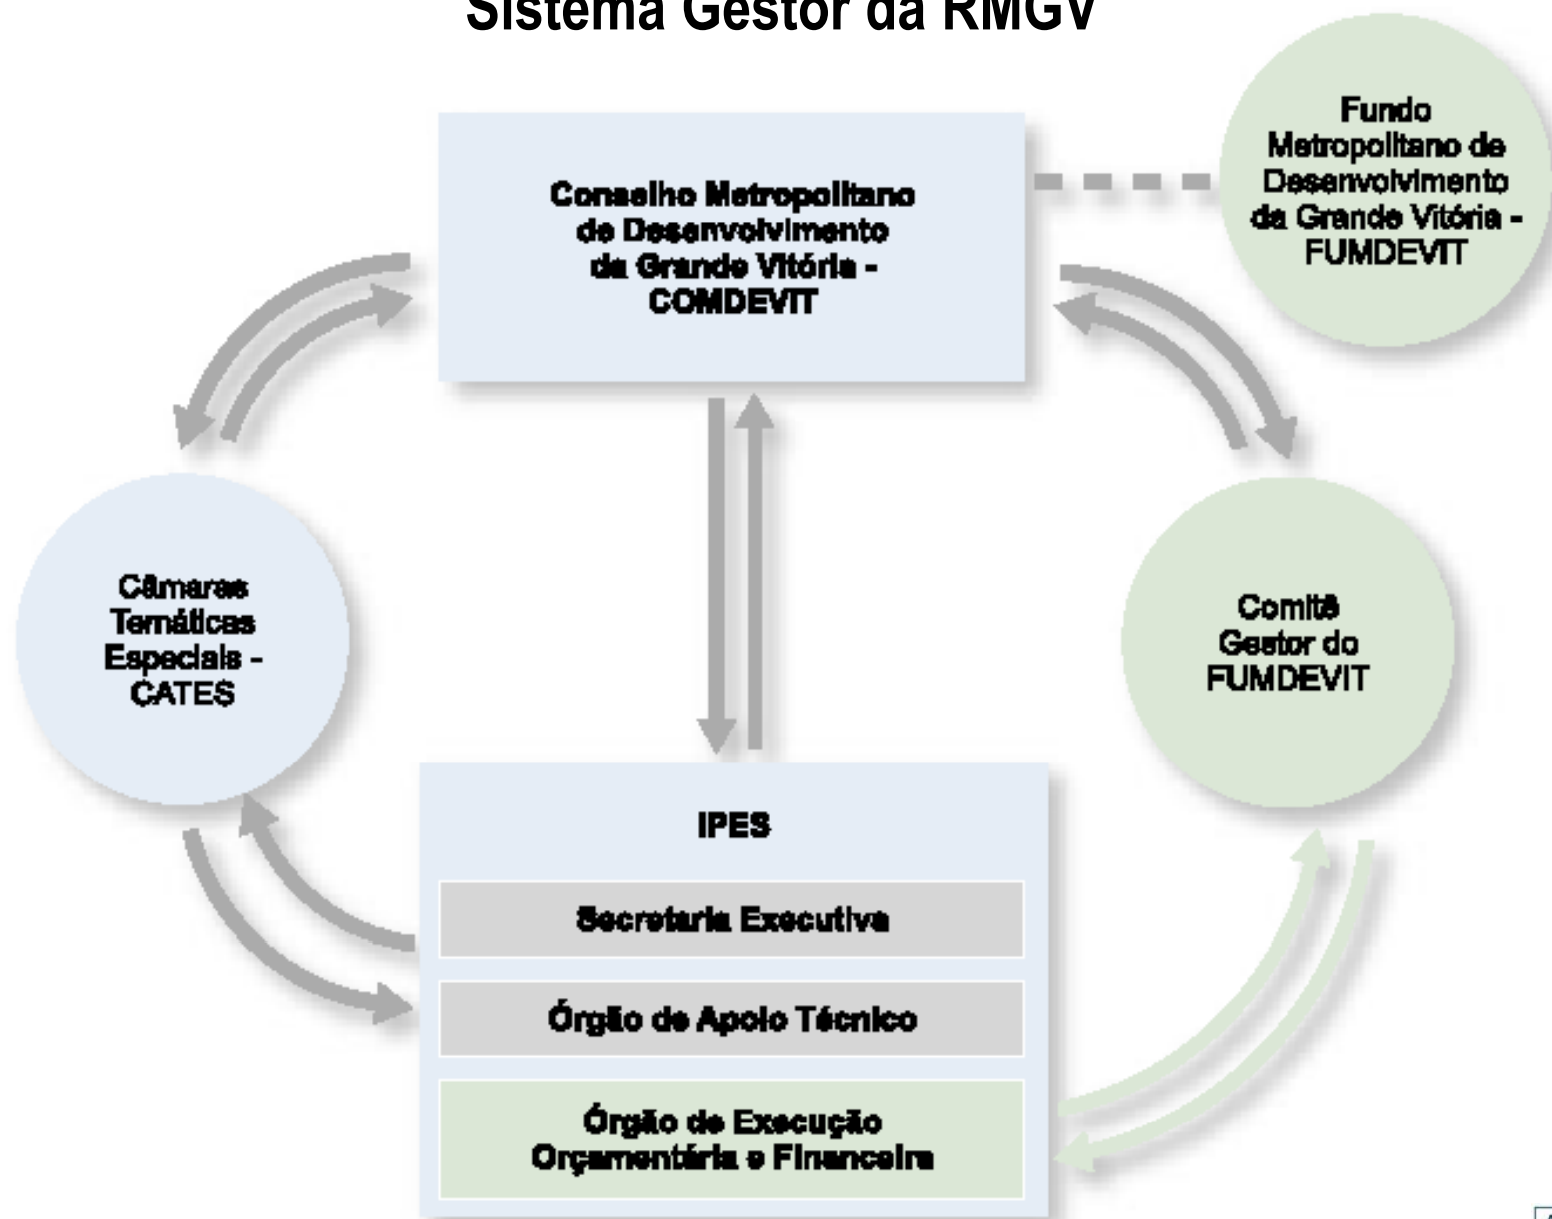 Sistema Gestor da RMGV
Fundo
Metropolitano de
Desenvolvimento
da Grande Vitória -
FUMDEVIT
Conselho Metropolitano
de Desenvolvimento
da Grande Vitória -
COMDEVIT
Câmaras
Temáticas
Especiais -
CATES
Comitê
Gestor do
FUMDEVIT
IPES
Secretaria Executiva
Órgão de Apoio Técnico
Órgão de Execução
Orçamentária e Financeira